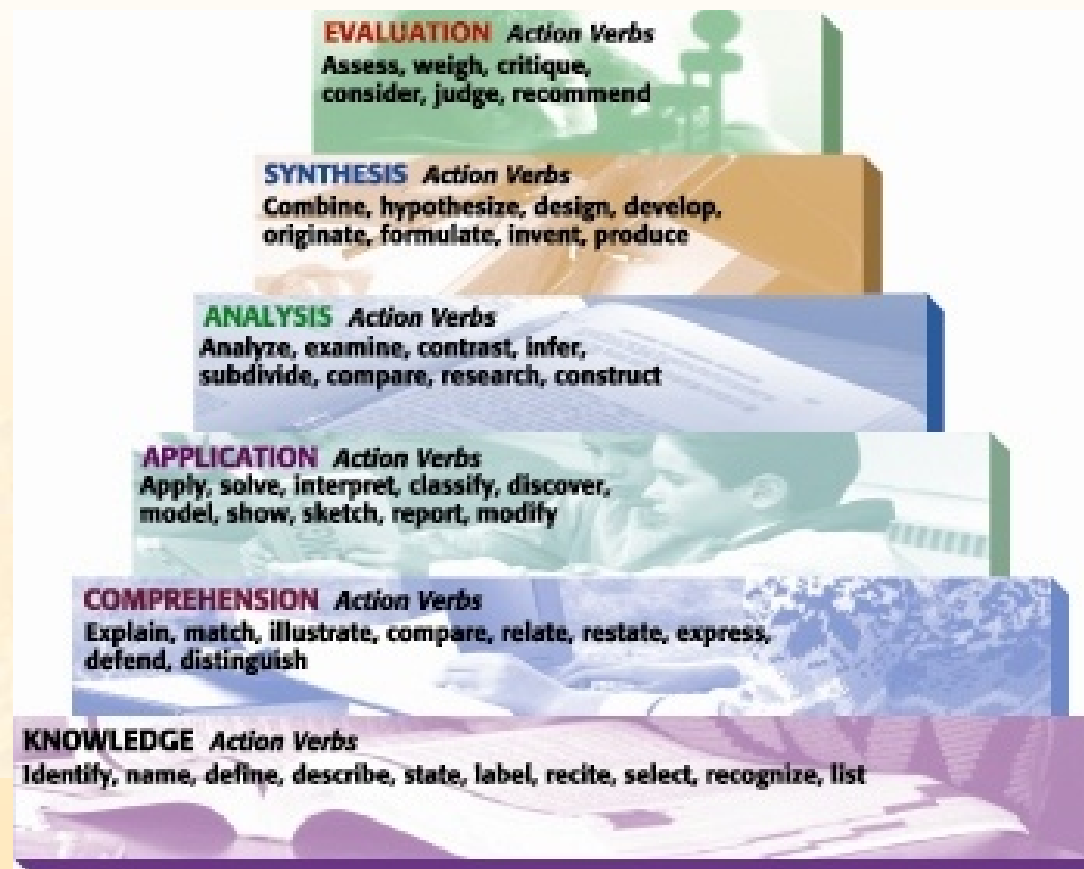 EVALUATION Action Verbs
Assess, weigh, critique,
consider, judge, recommend
SYNTHESIS Action Verbs
Combine, hypothesize, design, develop,
originate, formulate, invent, produce
ANALYSIS Action Verbs
Analyze, examine, contrast, infer,
subdivide, compare, research, construct
APPLICATION Action Verbs
Apply, solve, interpret, classify, discover,
model, show, sketch, report, modify
COMPREHENSION Action Verbs
Explain, match, illustrate, compare, relate, restate, express,
defend, distinguish
KNOWLEDGE Action Verbs
Identify, name, define, describe, state, label, recite, select, recognize, list